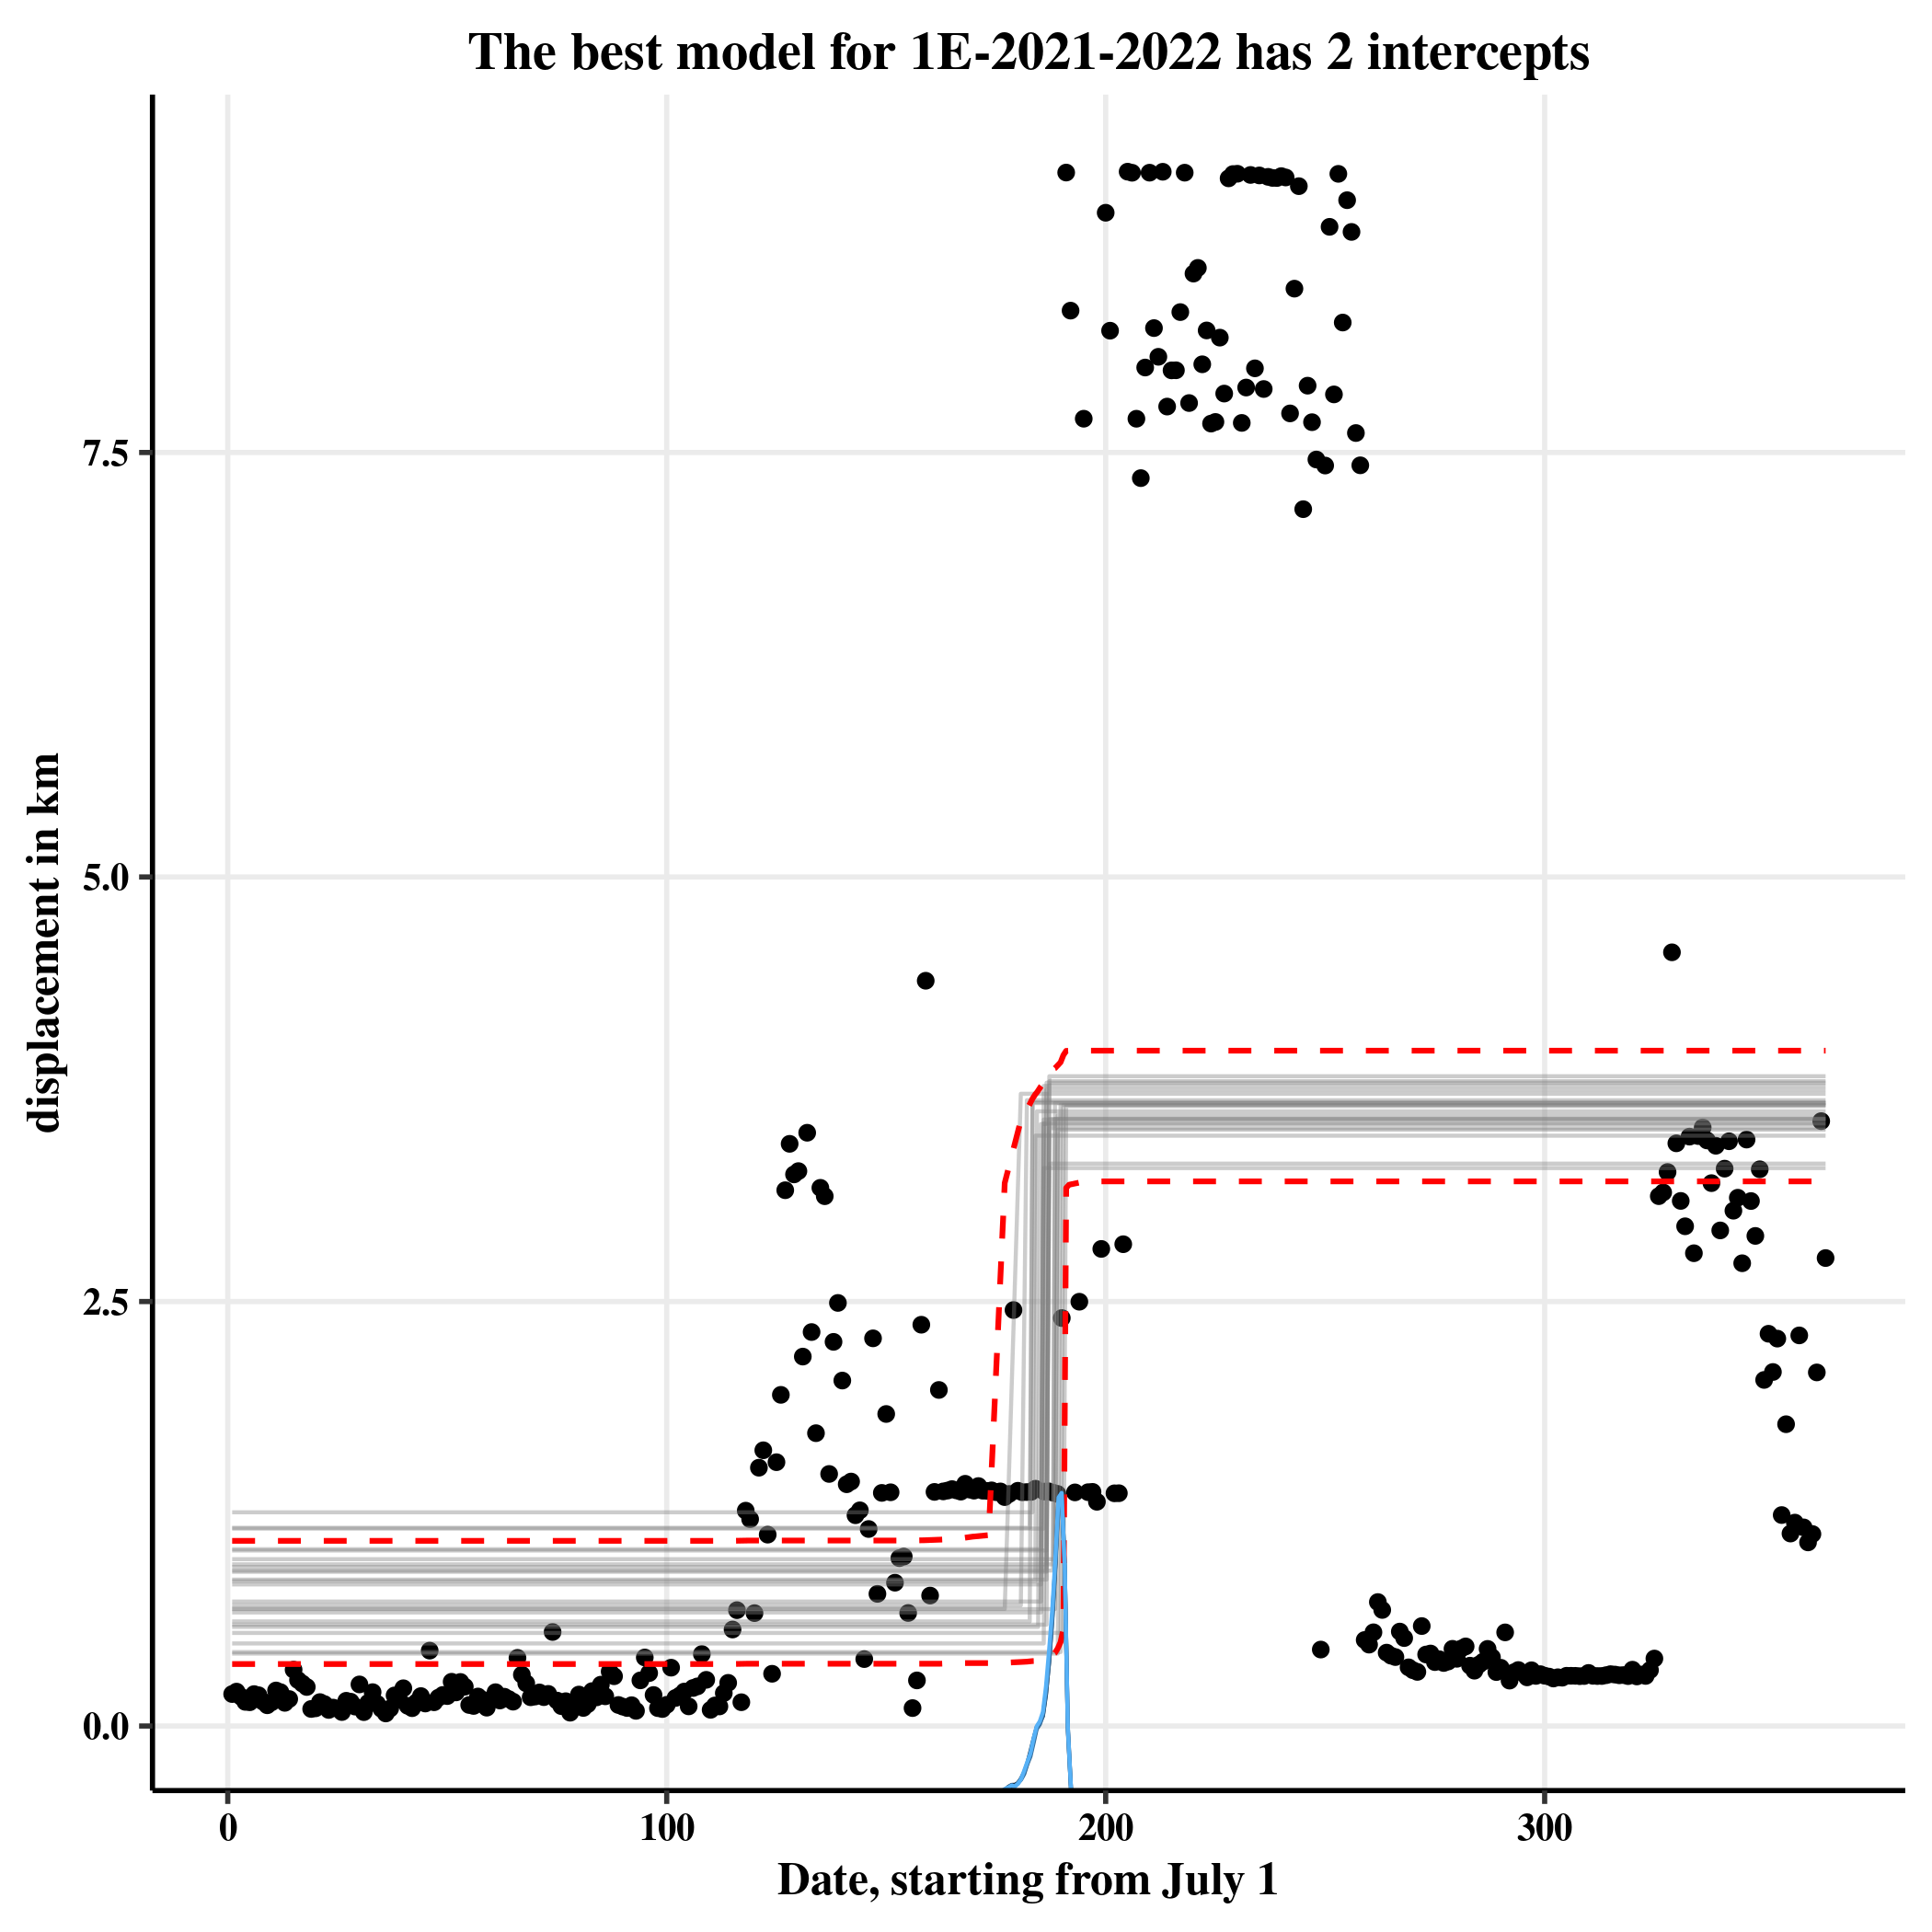 The best model for 1E-2021-2022 has 2 intercepts
displacement in km
7.5
5.0
2.5
0.0
0 100 200 300
Date, starting from July 1